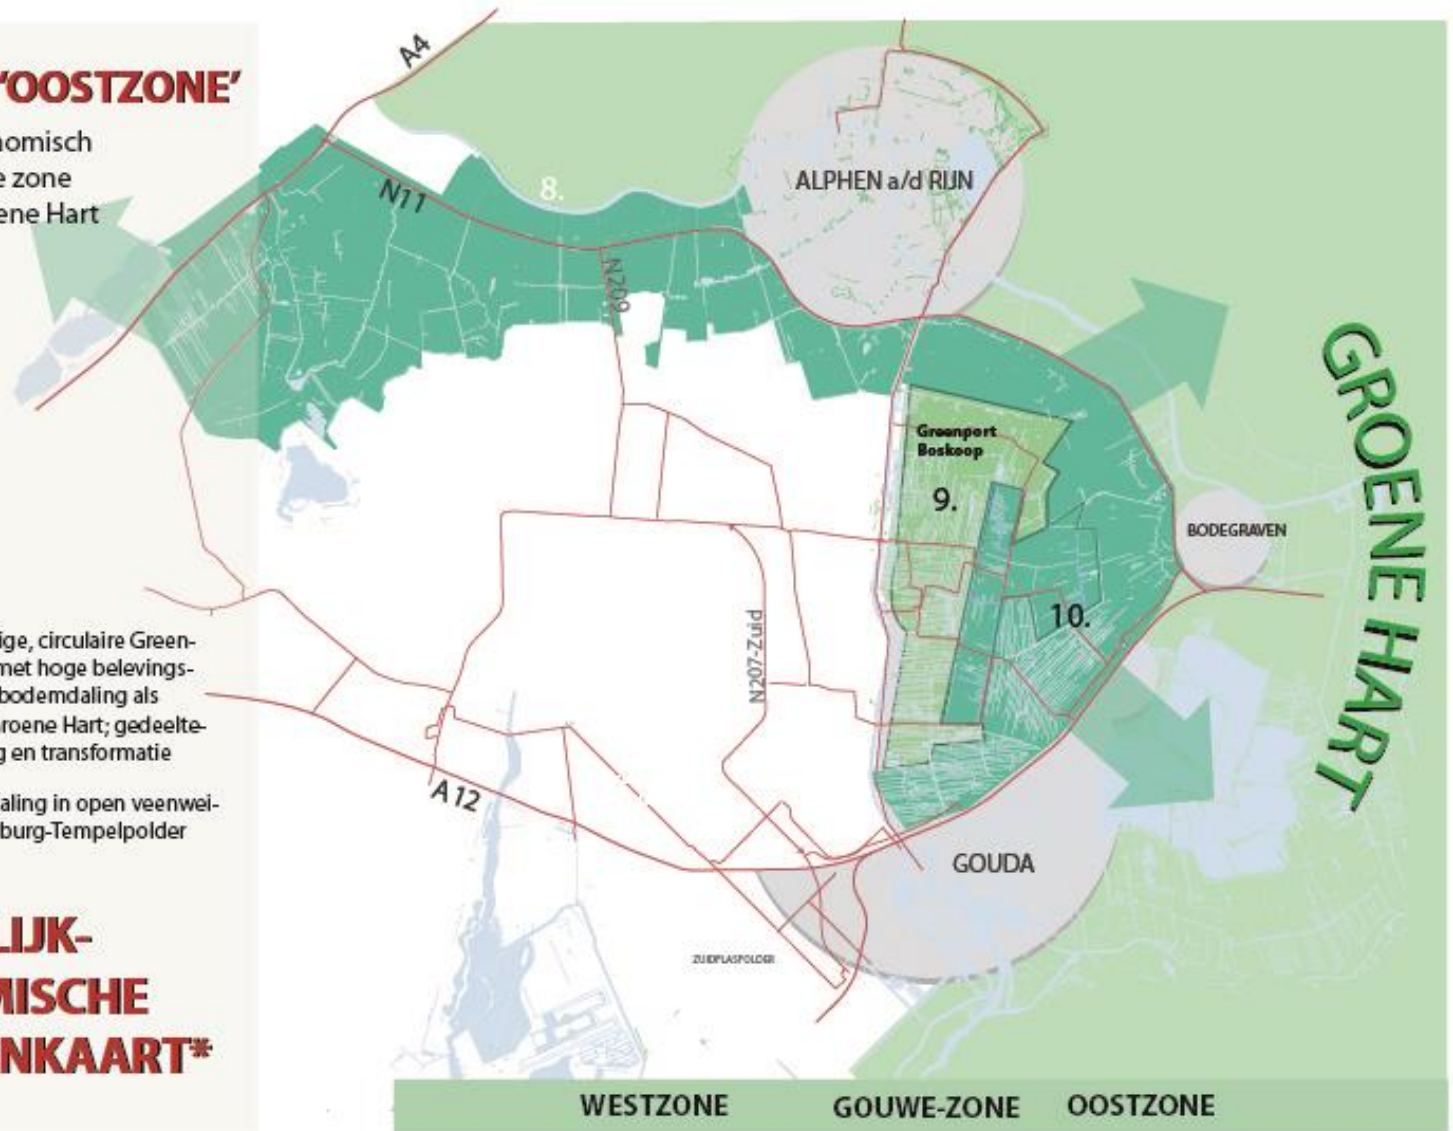 'OOSTZONE'
nomisch
e zone
ene Hart
ige, circulaire Green-
met hoge belevings-
bodemdaling als
roene Hart; gedeelte-
g en transformatie
aling in open veenwei-
burg-Tempelpolder
LIJK-
MISCHE
NKAART*
A4
N11
8.
ALPHEN a/d RIJN
N209
Greenport
Boskoop
9.
BODEGRAVEN
10.
N207-Zuid
A12
GOUDA
ZUIDPLASPOLDER
GROENE HART
WESTZONE GOUWE-ZONE OOSTZONE